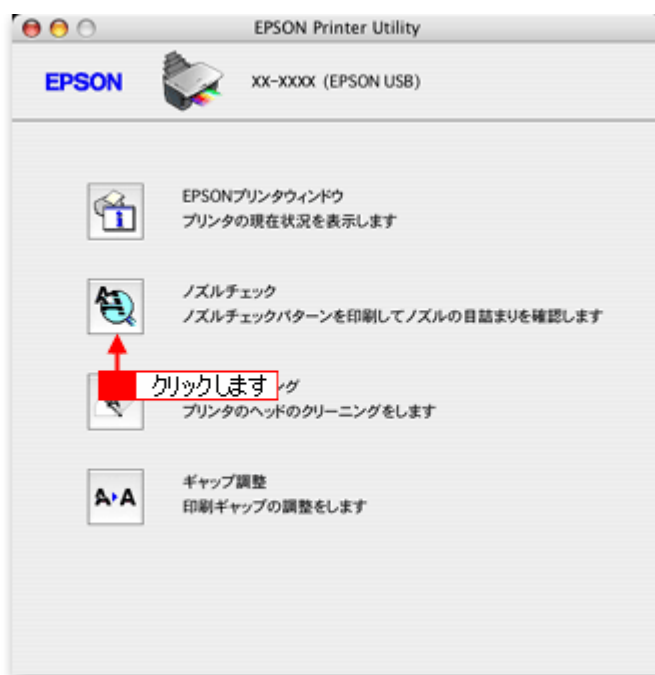 EPSON Printer Utility
EPSON
XX-XXXX (EPSON USB)
EPSONプリンタウィンドウ
プリンタの現在状況を表示します
ノズルチェック
ノズルチェックパターンを印刷してノズルの目詰まりを確認します
クリックします
ング
プリンタのヘッドのクリーニングをします
ギャップ調整
印刷ギャップの調整をします